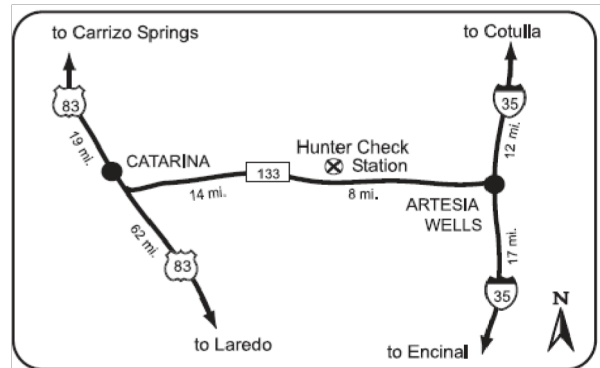 to Carrizo Springs
to Cotulla
83
35
19 mi.
12 mi.
Hunter Check
Station
CATARINA
133
14 mi.
8 mi.
ARTESIA
WELLS
62 mi.
17 mi.
83
35
N
to Laredo
to Encinal